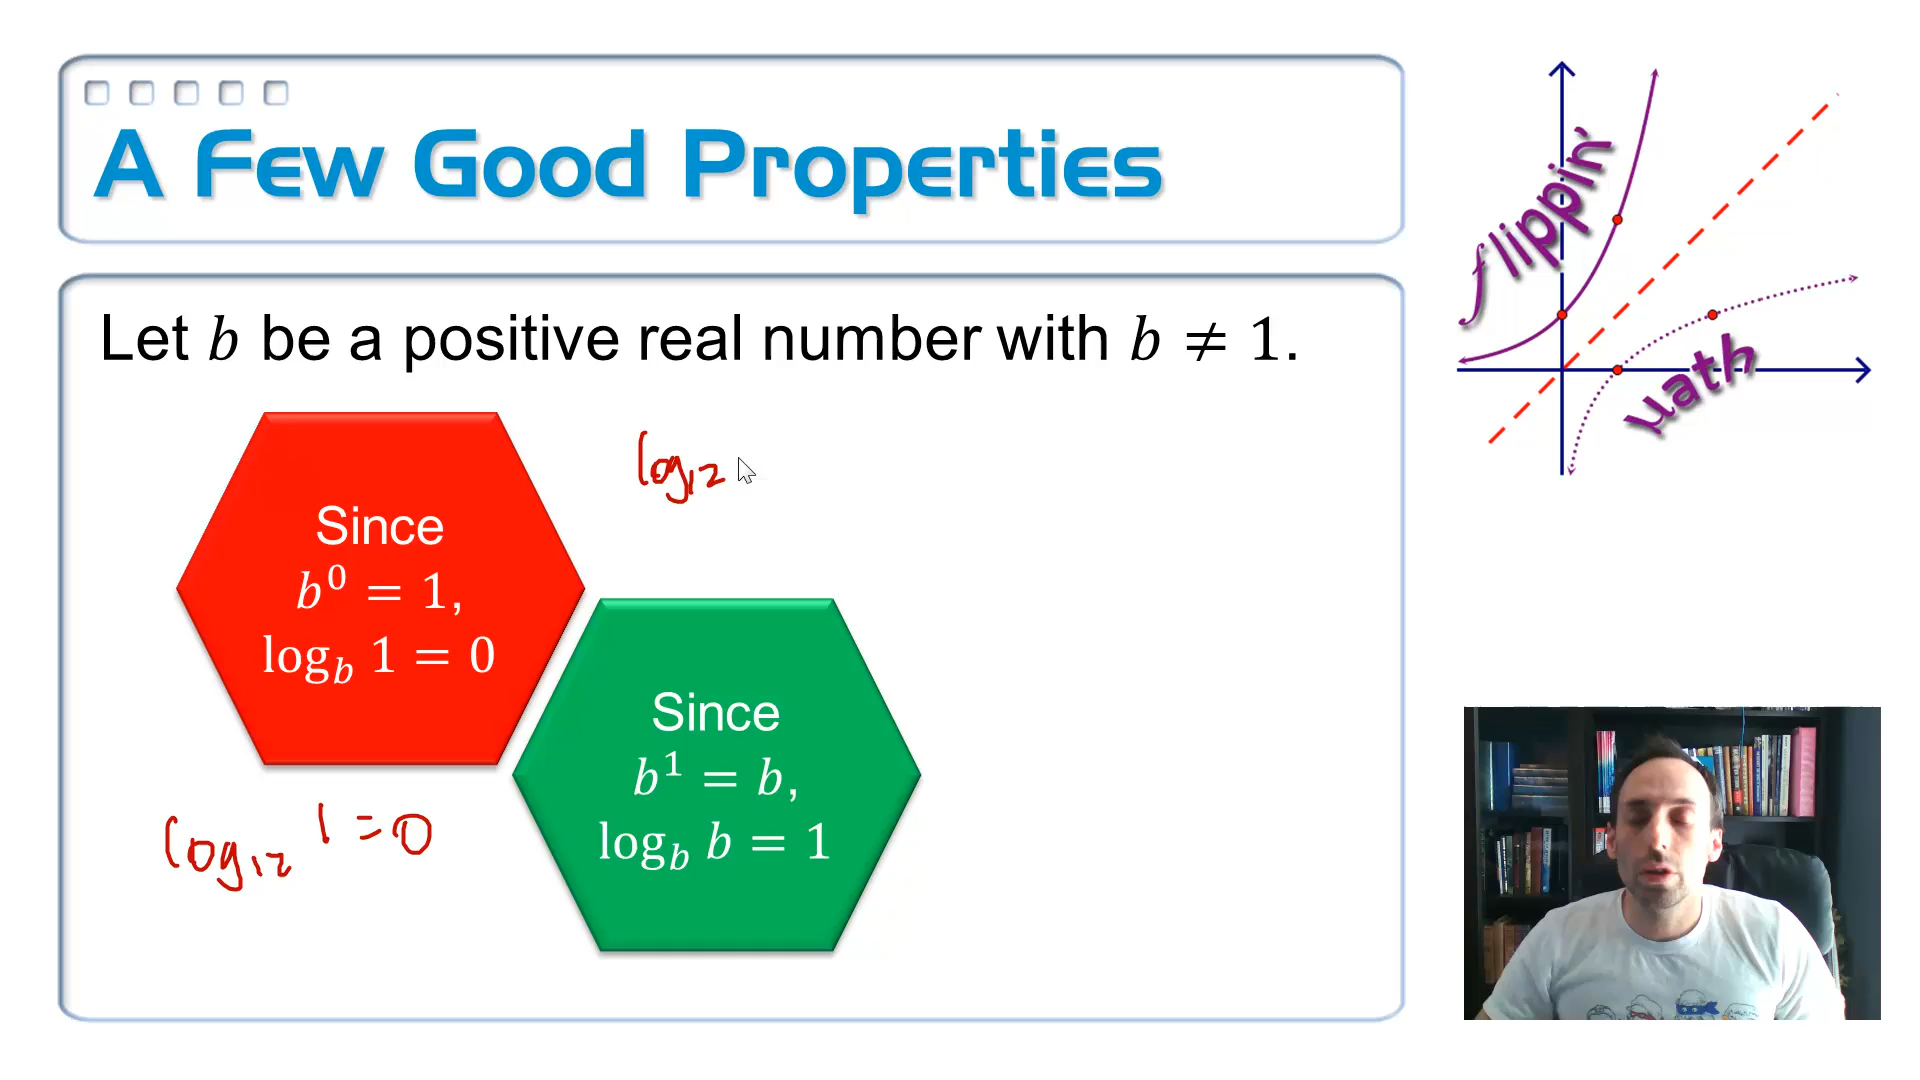 A Few Good Properties
Let b be a positive real number with b ≠ 1.
log₁₂
Since
b⁰ = 1,
log_b 1 = 0
Since
b¹ = b,
log_b b = 1
log₁₂ 1 = 0
flippin'
math